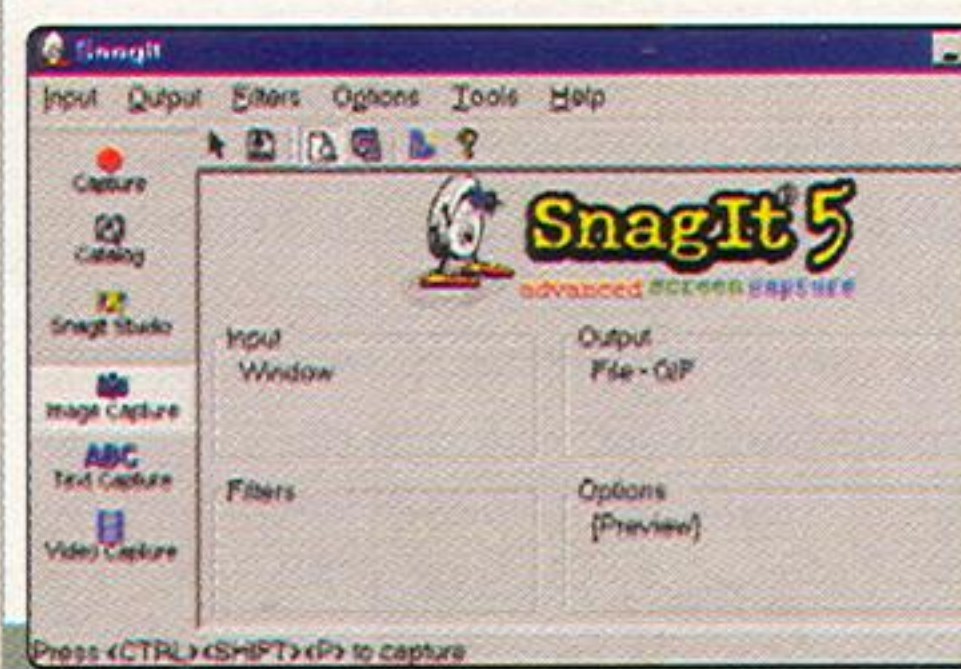 SnagIt
Input Output Filters Options Tools Help
Capture
Catalog
SnagIt Studio
Image Capture
ABC
Text Capture
Video Capture
SnagIt® 5
advanced screen capture
Input
Window
Output
File - GIF
Filters
Options
[Preview]
Press <CTRL><SHIFT><P> to capture